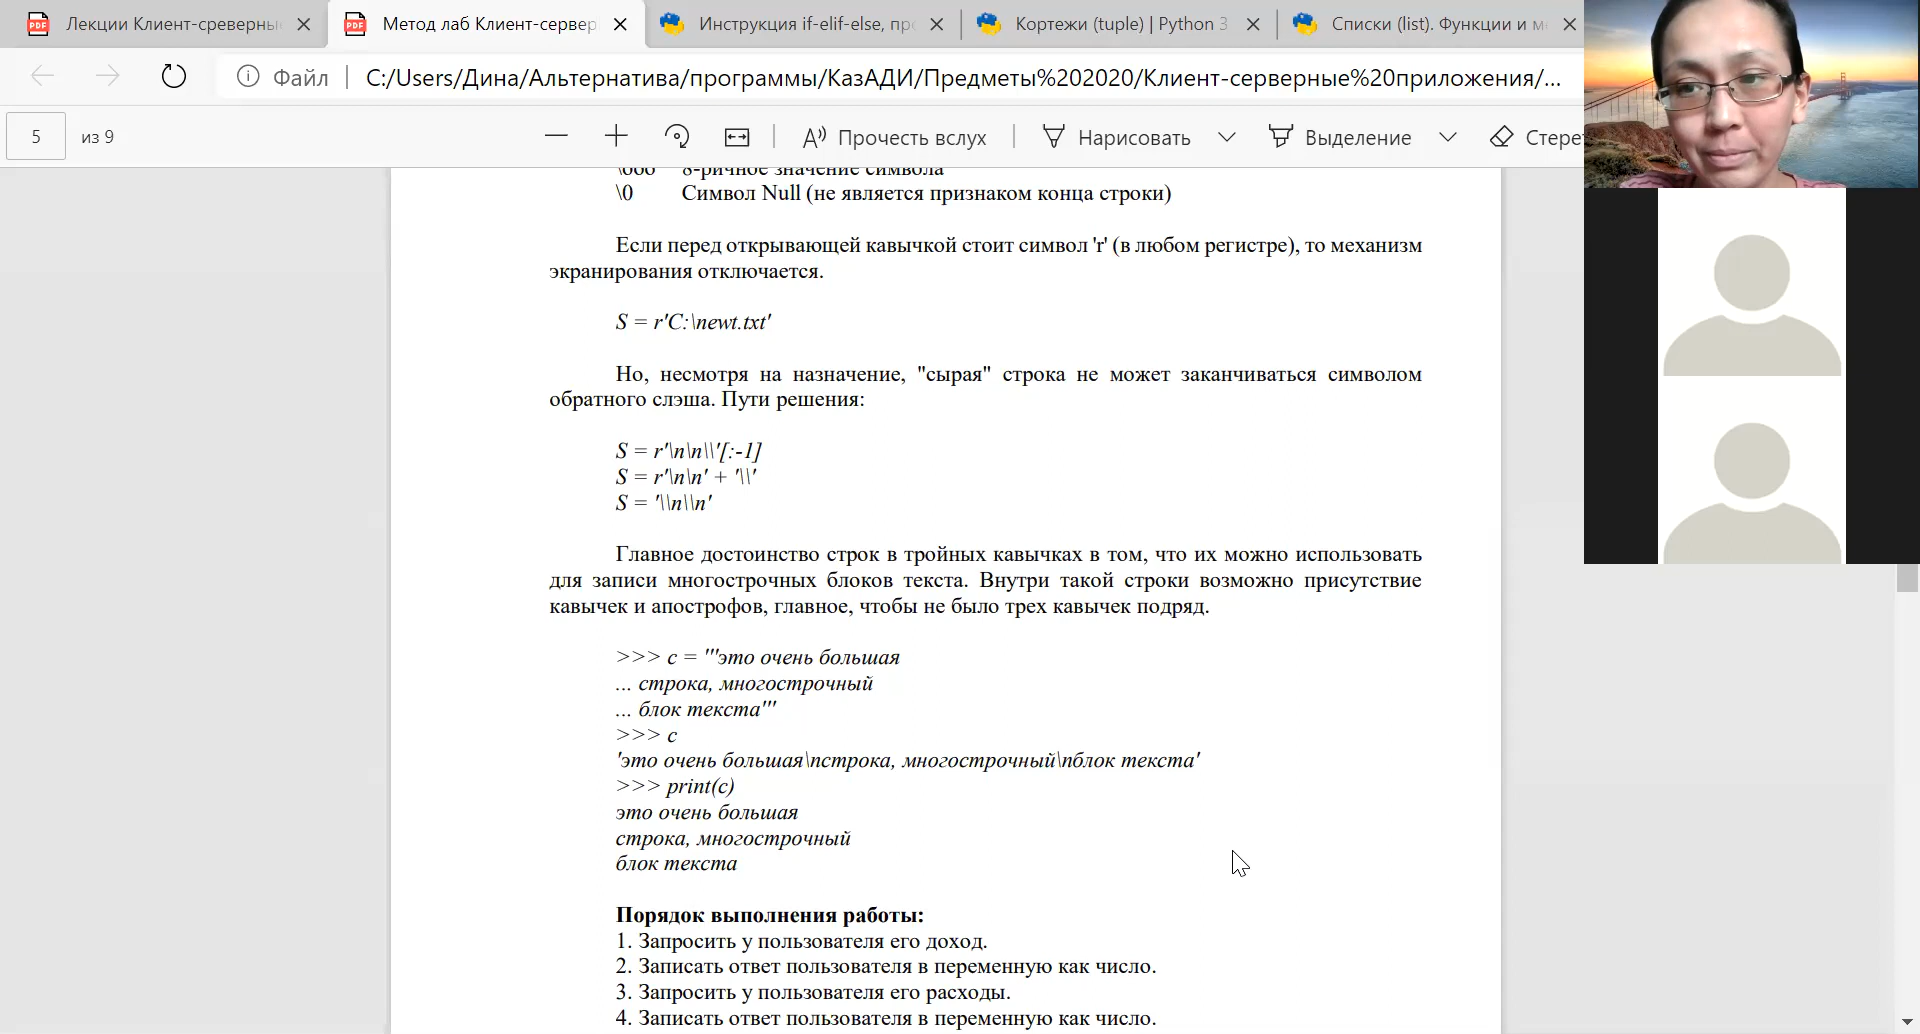 Лекции Клиент-среверны
Метод лаб Клиент-сервер
Инструкция if-elif-else, пр
Кортежи (tuple) | Python 3
Списки (list). Функции и м
Файл
C:/Users/Дина/Альтернатива/программы/КазАДИ/Предметы%202020/Клиент-серверные%20приложения/...
5 из 9
Прочесть вслух
Нарисовать
Выделение
Стере
\ooo 8-ричное значение символа
\0 Символ Null (не является признаком конца строки)
Если перед открывающей кавычкой стоит символ 'r' (в любом регистре), то механизм
экранирования отключается.
S = r'C:\newt.txt'
Но, несмотря на назначение, "сырая" строка не может заканчиваться символом
обратного слэша. Пути решения:
S = r'\n\n\\'[:-1]
S = r'\n\n' + '\\'
S = '\\n\\n'
Главное достоинство строк в тройных кавычках в том, что их можно использовать
для записи многострочных блоков текста. Внутри такой строки возможно присутствие
кавычек и апострофов, главное, чтобы не было трех кавычек подряд.
>>> c = '''это очень большая
... строка, многострочный
... блок текста'''
>>> c
'это очень большая\nстрока, многострочный\nблок текста'
>>> print(c)
это очень большая
строка, многострочный
блок текста
Порядок выполнения работы:
1. Запросить у пользователя его доход.
2. Записать ответ пользователя в переменную как число.
3. Запросить у пользователя его расходы.
4. Записать ответ пользователя в переменную как число.